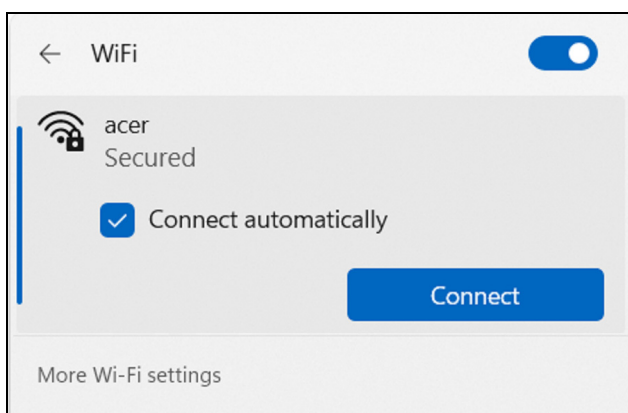 WiFi
acer
Secured
Connect automatically
Connect
More Wi-Fi settings